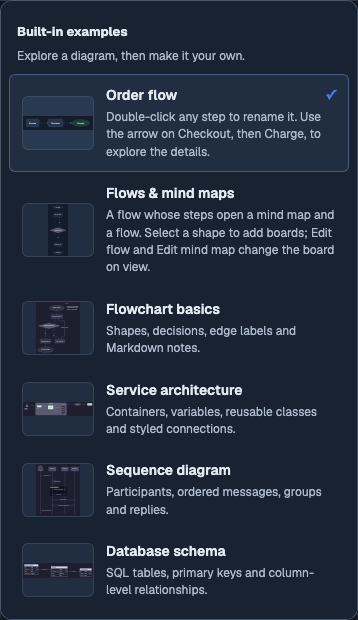 Built-in examples
Explore a diagram, then make it your own.
Order flow
Double-click any step to rename it. Use
the arrow on Checkout, then Charge, to
explore the details.
Flows & mind maps
A flow whose steps open a mind map and
a flow. Select a shape to add boards; Edit
flow and Edit mind map change the board
on view.
Flowchart basics
Shapes, decisions, edge labels and
Markdown notes.
Service architecture
Containers, variables, reusable classes
and styled connections.
Sequence diagram
Participants, ordered messages, groups
and replies.
Database schema
SQL tables, primary keys and column-
level relationships.